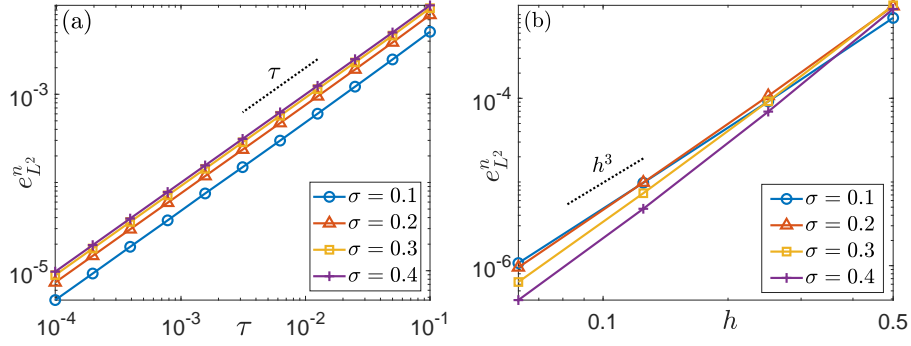 (a)
τ
10^{-3}
e^n_{L^2}
10^{-5}
σ = 0.1
σ = 0.2
σ = 0.3
σ = 0.4
10^{-4} 10^{-3} τ 10^{-2} 10^{-1}
(b)
10^{-4}
h^3
e^n_{L^2}
10^{-6}
σ = 0.1
σ = 0.2
σ = 0.3
σ = 0.4
0.1 h 0.5